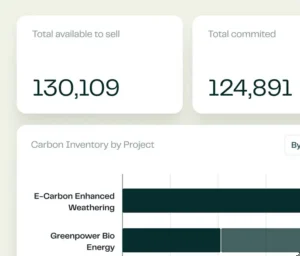 Total available to sell
Total commited
130,109
124,891
Carbon Inventory by Project
By
E-Carbon Enhanced
Weathering
Greenpower Bio
Energy